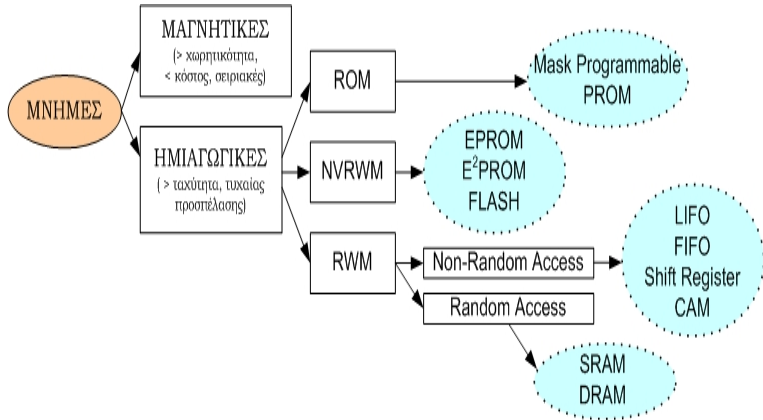 ΜΝΗΜΕΣ
ΜΑΓΝΗΤΙΚΕΣ
(> χωρητικότητα,
< κόστος, σειριακές)
ΗΜΙΑΓΩΓΙΚΕΣ
( > ταχύτητα, τυχαίας
προσπέλασης)
ROM
Mask Programmable
PROM
NVRWM
EPROM
E²PROM
FLASH
RWM
Non-Random Access
LIFO
FIFO
Shift Register
CAM
Random Access
SRAM
DRAM